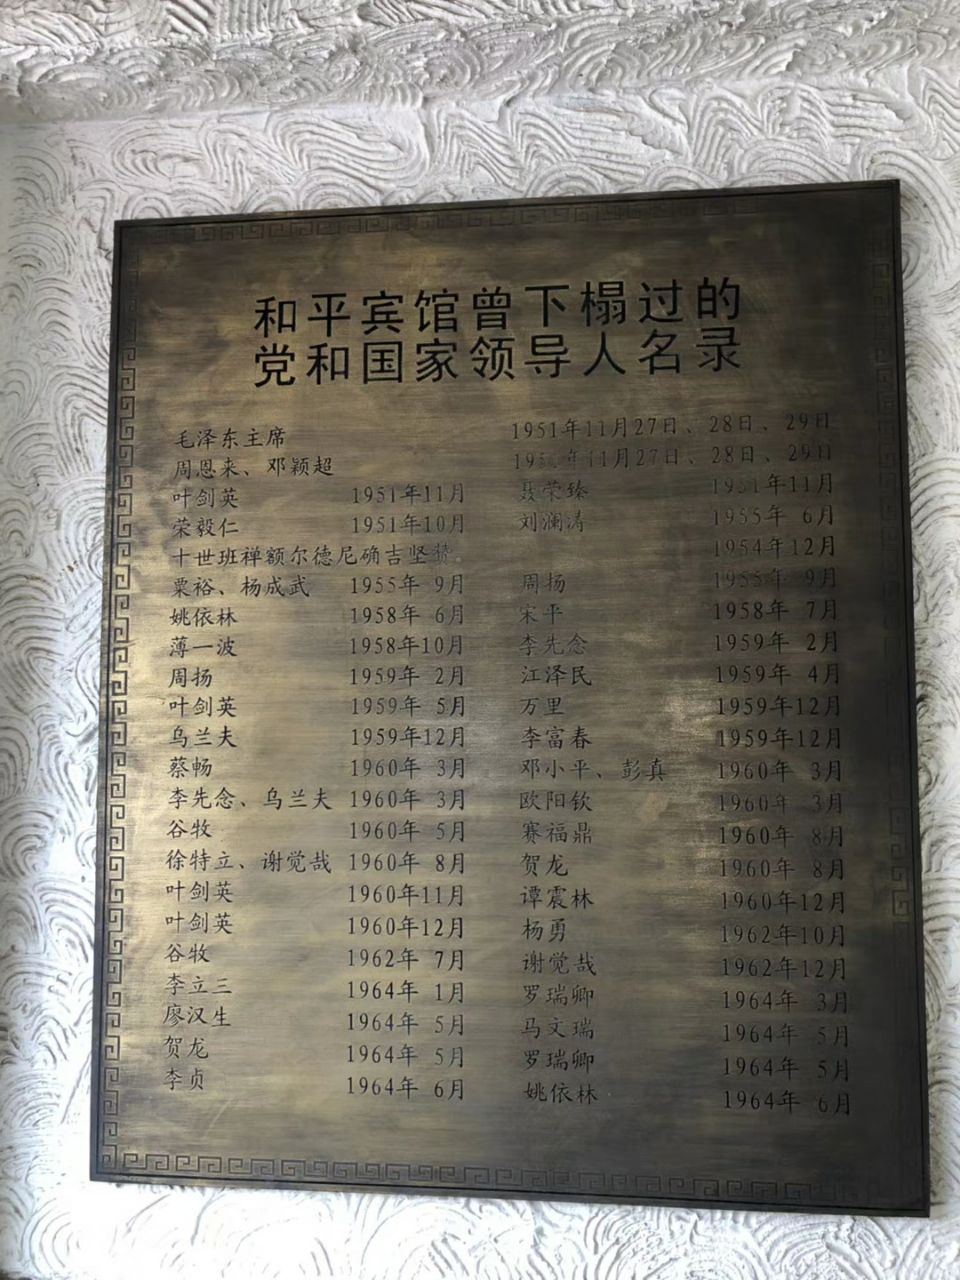 和平宾馆曾下榻过的
党和国家领导人名录
毛泽东主席 1951年11月27日、28日、29日
周恩来、邓颖超 年11月27日、28日、29日
叶剑英 1951年11月 聂荣臻 1951年11月
荣毅仁 1951年10月 刘澜涛 1955年 6月
十世班禅额尔德尼确吉坚赞 1954年12月
粟裕、杨成武 1955年 9月 周扬 1955年 9月
姚依林 1958年 6月 宋平 1958年 7月
薄一波 1958年10月 李先念 1959年 2月
周扬 1959年 2月 江泽民 1959年 4月
叶剑英 1959年 5月 万里 1959年12月
乌兰夫 1959年12月 李富春 1959年12月
蔡畅 1960年 3月 邓小平、彭真 1960年 3月
李先念、乌兰夫 1960年 3月 欧阳钦 1960年 3月
谷牧 1960年 5月 赛福鼎 1960年 8月
徐特立、谢觉哉 1960年 8月 贺龙 1960年 8月
叶剑英 1960年11月 谭震林 1960年12月
叶剑英 1960年12月 杨勇 1962年10月
谷牧 1962年 7月 谢觉哉 1962年12月
李立三 1964年 1月 罗瑞卿 1964年 3月
廖汉生 1964年 5月 马文瑞 1964年 5月
贺龙 1964年 5月 罗瑞卿 1964年 5月
李贞 1964年 6月 姚依林 1964年 6月